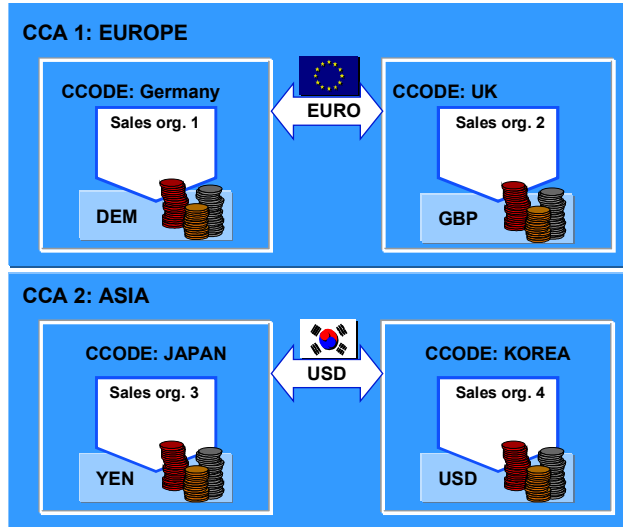 CCA 1: EUROPE
CCODE: Germany
Sales org. 1
DEM
EURO
CCODE: UK
Sales org. 2
GBP
CCA 2: ASIA
CCODE: JAPAN
Sales org. 3
YEN
USD
CCODE: KOREA
Sales org. 4
USD